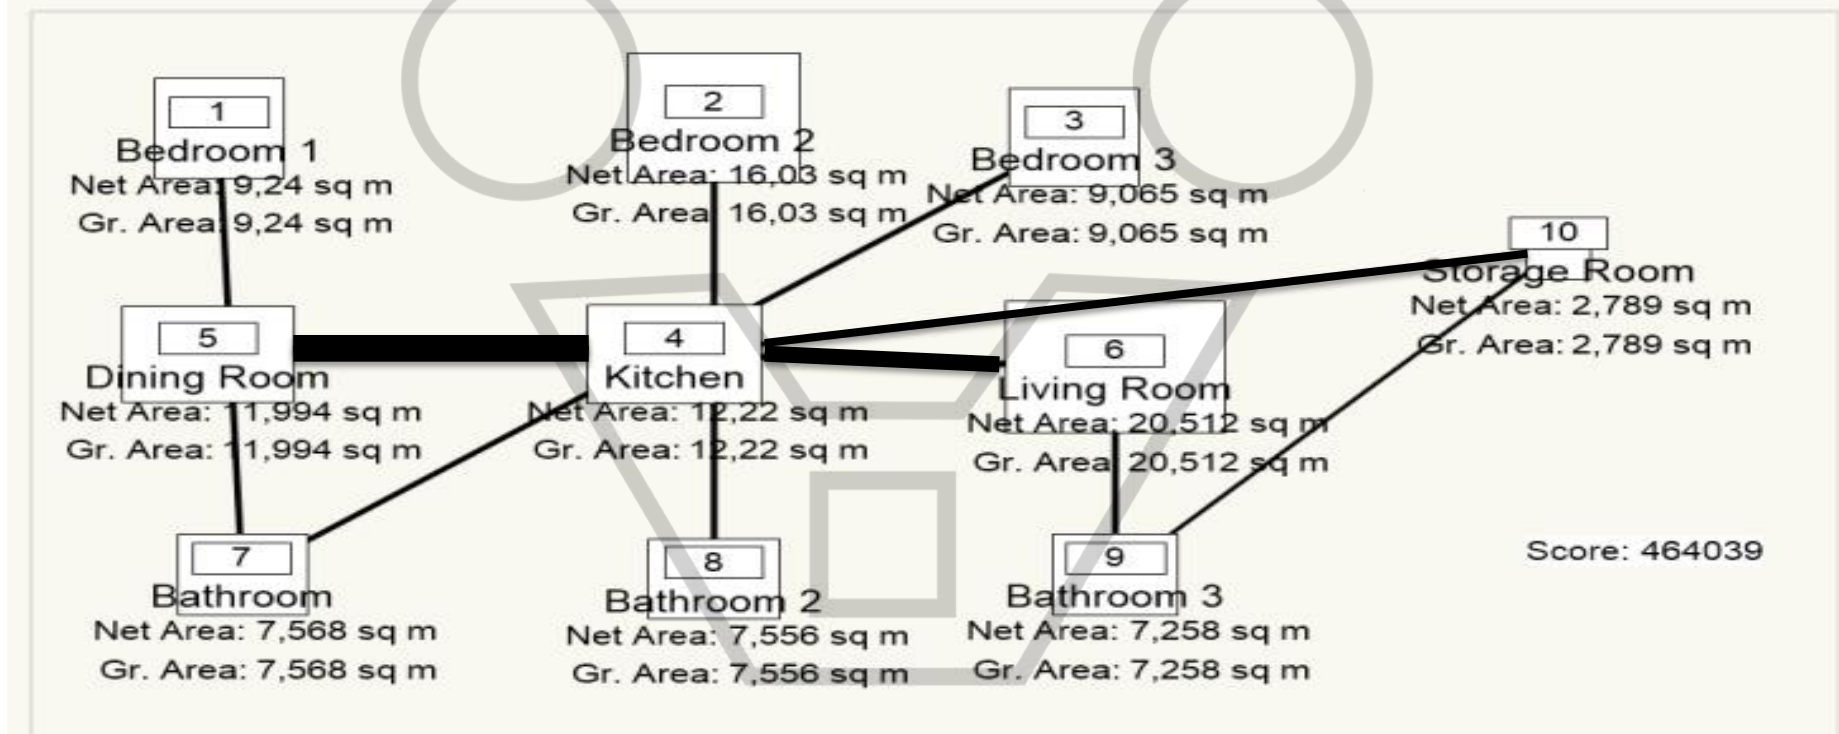 1
Bedroom 1
Net Area: 9,24 sq m
Gr. Area: 9,24 sq m
2
Bedroom 2
Net Area: 16,03 sq m
Gr. Area: 16,03 sq m
3
Bedroom 3
Net Area: 9,065 sq m
Gr. Area: 9,065 sq m
10
Storage Room
Net Area: 2,789 sq m
Gr. Area: 2,789 sq m
5
Dining Room
Net Area: 11,994 sq m
Gr. Area: 11,994 sq m
4
Kitchen
Net Area: 12,22 sq m
Gr. Area: 12,22 sq m
6
Living Room
Net Area: 20,512 sq m
Gr. Area: 20,512 sq m
7
Bathroom
Net Area: 7,568 sq m
Gr. Area: 7,568 sq m
8
Bathroom 2
Net Area: 7,556 sq m
Gr. Area: 7,556 sq m
9
Bathroom 3
Net Area: 7,258 sq m
Gr. Area: 7,258 sq m
Score: 464039